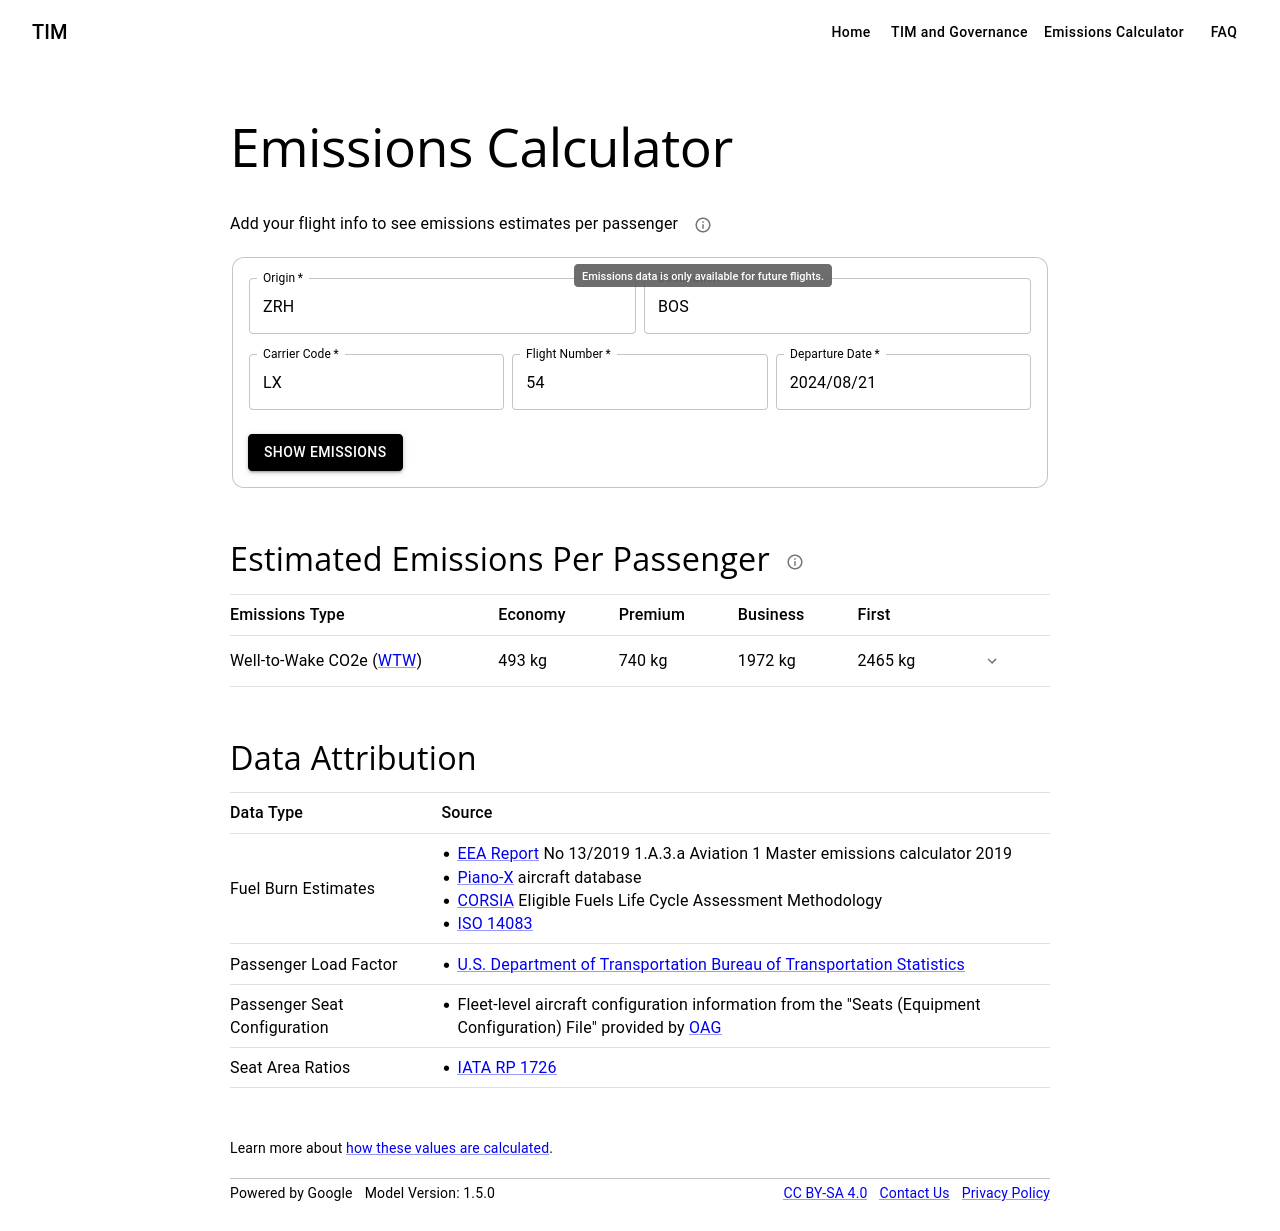 TIM
Home TIM and Governance Emissions Calculator FAQ
Emissions Calculator
Add your flight info to see emissions estimates per passenger
Emissions data is only available for future flights.
Origin *
ZRH
BOS
Carrier Code *
LX
Flight Number *
54
Departure Date *
2024/08/21
SHOW EMISSIONS
Estimated Emissions Per Passenger
Emissions Type Economy Premium Business First
Well-to-Wake CO2e (WTW) 493 kg 740 kg 1972 kg 2465 kg
Data Attribution
Data Type Source
Fuel Burn Estimates
• EEA Report No 13/2019 1.A.3.a Aviation 1 Master emissions calculator 2019
• Piano-X aircraft database
• CORSIA Eligible Fuels Life Cycle Assessment Methodology
• ISO 14083
Passenger Load Factor
• U.S. Department of Transportation Bureau of Transportation Statistics
Passenger Seat
Configuration
• Fleet-level aircraft configuration information from the "Seats (Equipment
Configuration) File" provided by OAG
Seat Area Ratios
• IATA RP 1726
Learn more about how these values are calculated.
Powered by Google Model Version: 1.5.0 CC BY-SA 4.0 Contact Us Privacy Policy